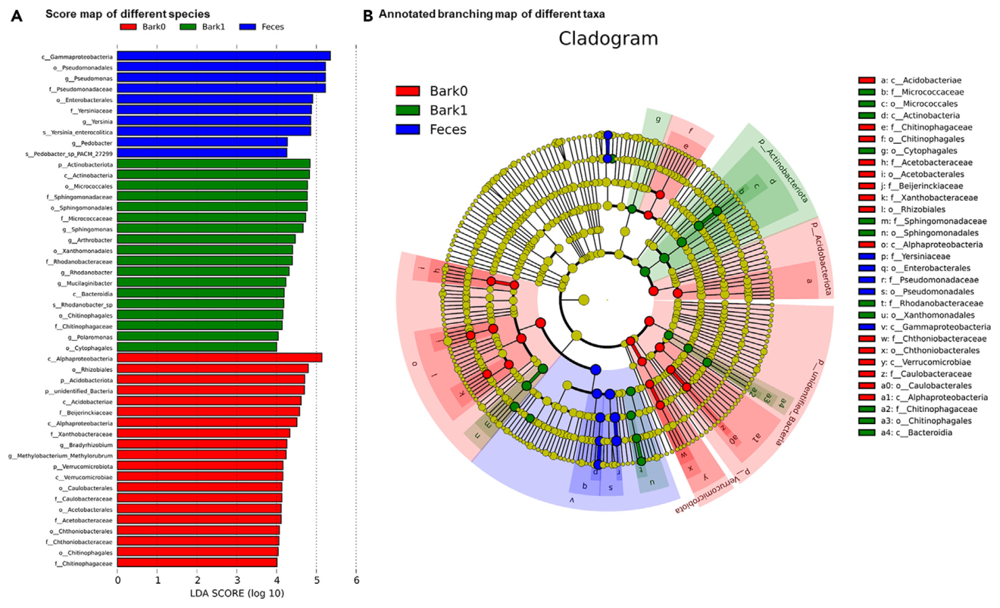 A Score map of different species
Bark0 Bark1 Feces
c__Gammaproteobacteria
o__Pseudomonadales
g__Pseudomonas
f__Pseudomonadaceae
o__Enterobacterales
f__Yersiniaceae
g__Yersinia
s__Yersinia_enterocolitica
g__Pedobacter
s__Pedobacter_sp_PACM_27299
p__Actinobacteriota
c__Actinobacteria
o__Micrococcales
f__Sphingomonadaceae
o__Sphingomonadales
f__Micrococcaceae
g__Sphingomonas
g__Arthrobacter
o__Xanthomonadales
f__Rhodanobacteraceae
g__Rhodanobacter
g__Mucilaginibacter
c__Bacteroidia
s__Rhodanobacter_sp
o__Chitinophagales
f__Chitinophagaceae
g__Polaromonas
o__Cytophagales
c__Alphaproteobacteria
o__Rhizobiales
p__Acidobacteriota
p__unidentified_Bacteria
c__Acidobacteriae
f__Beijerinckiaceae
c__Alphaproteobacteria
f__Xanthobacteraceae
g__Bradyrhizobium
g__Methylobacterium_Methylorubrum
p__Verrucomicrobiota
c__Verrucomicrobiae
o__Caulobacterales
f__Caulobacteraceae
o__Acetobacterales
f__Acetobacteraceae
o__Chthoniobacterales
f__Chthoniobacteraceae
o__Chitinophagales
f__Chitinophagaceae
0 1 2 3 4 5 6
LDA SCORE (log 10)
B Annotated branching map of different taxa
Cladogram
Bark0
Bark1
Feces
g
f
e
p__Actinobacteriota
b
c
d
p__Acidobacteriota
a
p__unidentified_Bacteria
a2
a3
a4
z
a0
a1
p__Verrucomicrobiota
w
x
y
t
u
r
s
p
q
v
m
n
k
j
l
o
h
i
a: c__Acidobacteriae
b: f__Micrococcaceae
c: o__Micrococcales
d: c__Actinobacteria
e: f__Chitinophagaceae
f: o__Chitinophagales
g: o__Cytophagales
h: f__Acetobacteraceae
i: o__Acetobacterales
j: f__Beijerinckiaceae
k: f__Xanthobacteraceae
l: o__Rhizobiales
m: f__Sphingomonadaceae
n: o__Sphingomonadales
o: c__Alphaproteobacteria
p: f__Yersiniaceae
q: o__Enterobacterales
r: f__Pseudomonadaceae
s: o__Pseudomonadales
t: f__Rhodanobacteraceae
u: o__Xanthomonadales
v: c__Gammaproteobacteria
w: f__Chthoniobacteraceae
x: o__Chthoniobacterales
y: c__Verrucomicrobiae
z: f__Caulobacteraceae
a0: o__Caulobacterales
a1: c__Alphaproteobacteria
a2: f__Chitinophagaceae
a3: o__Chitinophagales
a4: c__Bacteroidia